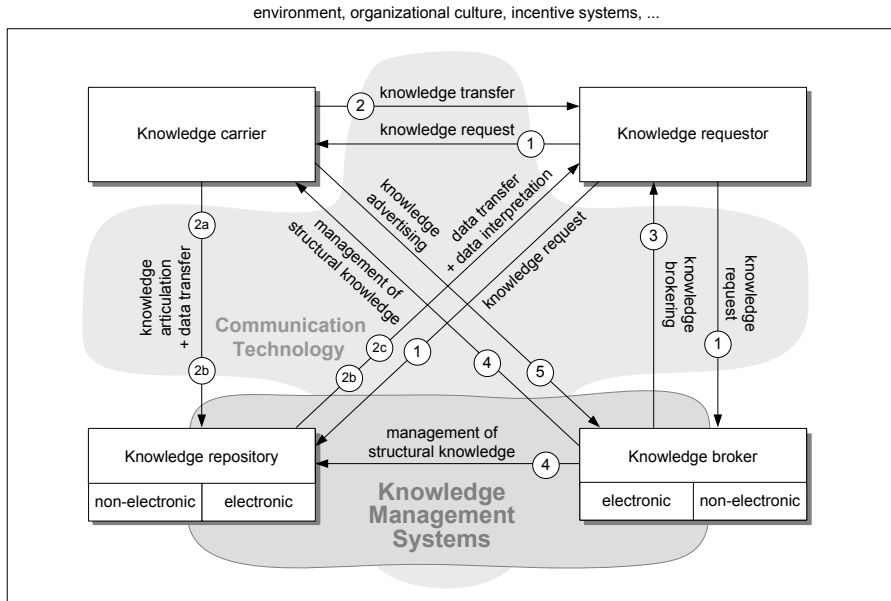 environment, organizational culture, incentive systems, ...
Knowledge carrier
2
knowledge transfer
knowledge request
1
Knowledge requestor
2a
knowledge
articulation
+ data transfer
2b
knowledge
advertising
management of
structural knowledge
data transfer
+ data interpretation
knowledge request
3
knowledge
brokering
knowledge
request
1
Communication
Technology
2c
2b
1
4
5
Knowledge repository
non-electronic
electronic
management of
structural knowledge
4
Knowledge broker
electronic
non-electronic
Knowledge
Management
Systems